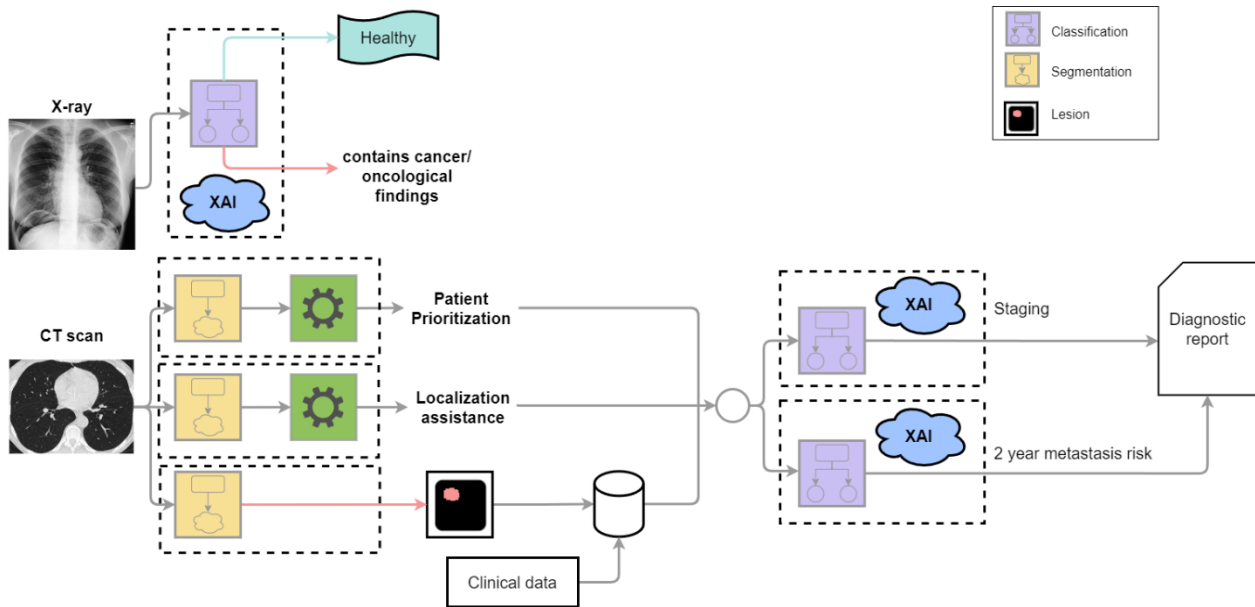 Healthy
Classification
Segmentation
Lesion
X-ray
contains cancer/
oncological
findings
XAI
CT scan
Patient
Prioritization
XAI
Staging
Diagnostic
report
Localization
assistance
XAI
2 year metastasis risk
Clinical data